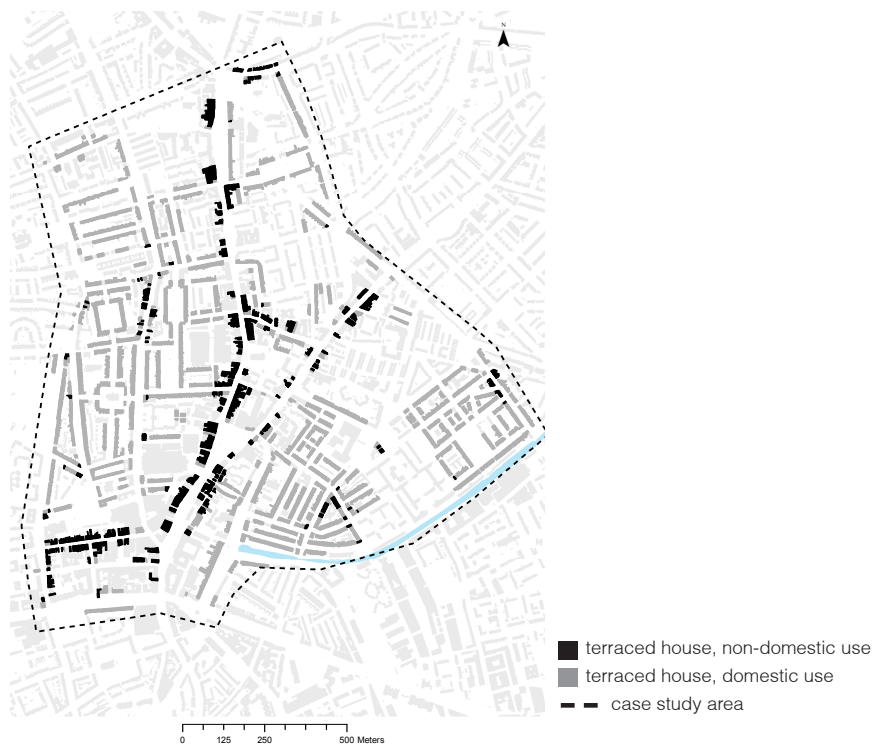 N
terraced house, non-domestic use
terraced house, domestic use
case study area
0 125 250 500 Meters